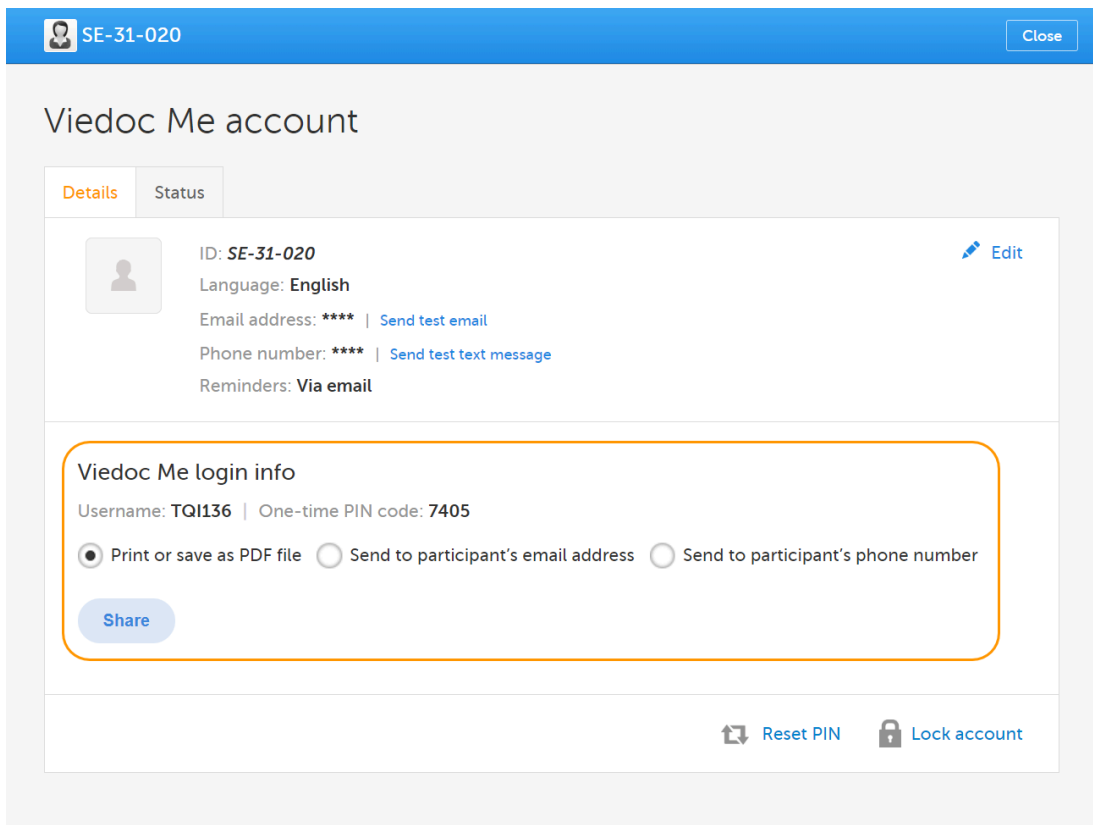 SE-31-020
Close
Viedoc Me account
Details Status
ID: SE-31-020
Edit
Language: English
Email address: **** | Send test email
Phone number: **** | Send test text message
Reminders: Via email
Viedoc Me login info
Username: TQI136 | One-time PIN code: 7405
Print or save as PDF file Send to participant's email address Send to participant's phone number
Share
Reset PIN Lock account